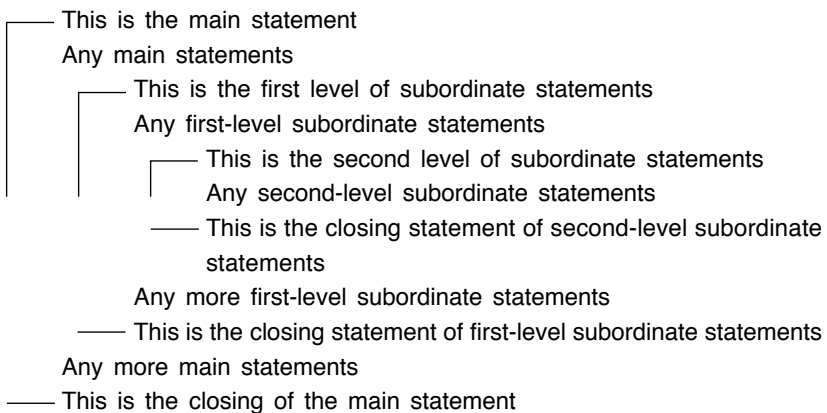 This is the main statement
Any main statements
This is the first level of subordinate statements
Any first-level subordinate statements
This is the second level of subordinate statements
Any second-level subordinate statements
This is the closing statement of second-level subordinate
statements
Any more first-level subordinate statements
This is the closing statement of first-level subordinate statements
Any more main statements
This is the closing of the main statement